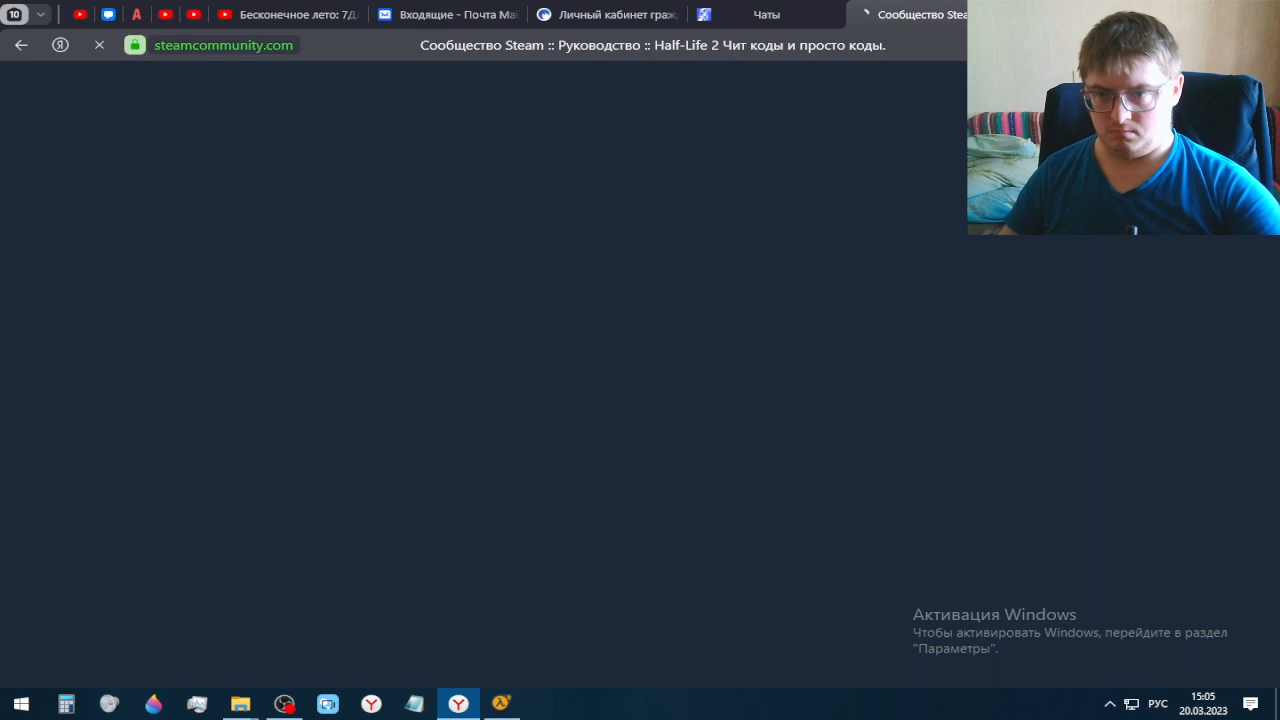 10
Бесконечное лето: 7Д
Входящие - Почта Mai
Личный кабинет граж
Чаты
Сообщество Stea
steamcommunity.com
Сообщество Steam :: Руководство :: Half-Life 2 Чит коды и просто коды.
Активация Windows
Чтобы активировать Windows, перейдите в раздел
"Параметры".
РУС
15:05
20.03.2023